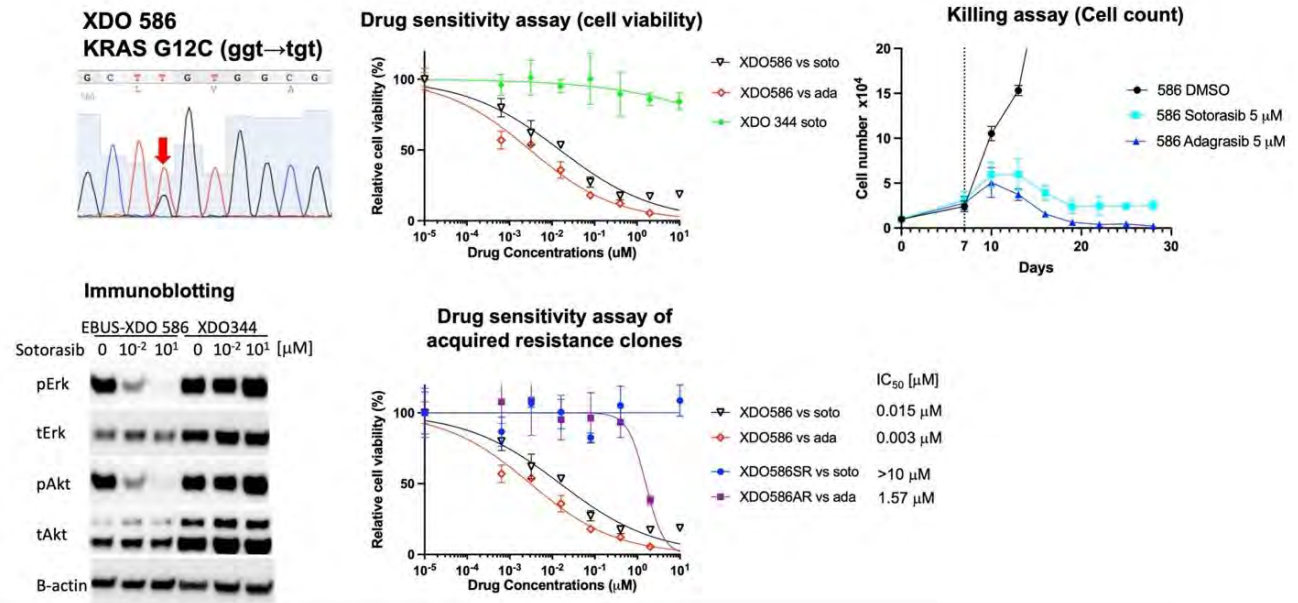 XDO 586
KRAS G12C (ggt→tgt)
G C T T G T G G C G
L V A
Drug sensitivity assay (cell viability)
Relative cell viability (%)
100
50
0
10-5 10-4 10-3 10-2 10-1 100 101
Drug Concentrations (uM)
XDO586 vs soto
XDO586 vs ada
XDO 344 soto
Killing assay (Cell count)
Cell number x10⁴
20
15
10
5
0
0 7 10 20 30
Days
586 DMSO
586 Sotorasib 5 μM
586 Adagrasib 5 μM
Immunoblotting
EBUS-XDO 586 XDO344
Sotorasib 0 10-2 10¹ 0 10-2 10¹ [μM]
pErk
tErk
pAkt
tAkt
B-actin
Drug sensitivity assay of
acquired resistance clones
Relative cell viability (%)
100
50
0
10-5 10-4 10-3 10-2 10-1 100 101
Drug Concentrations (μM)
IC50 [μM]
XDO586 vs soto 0.015 μM
XDO586 vs ada 0.003 μM
XDO586SR vs soto >10 μM
XDO586AR vs ada 1.57 μM